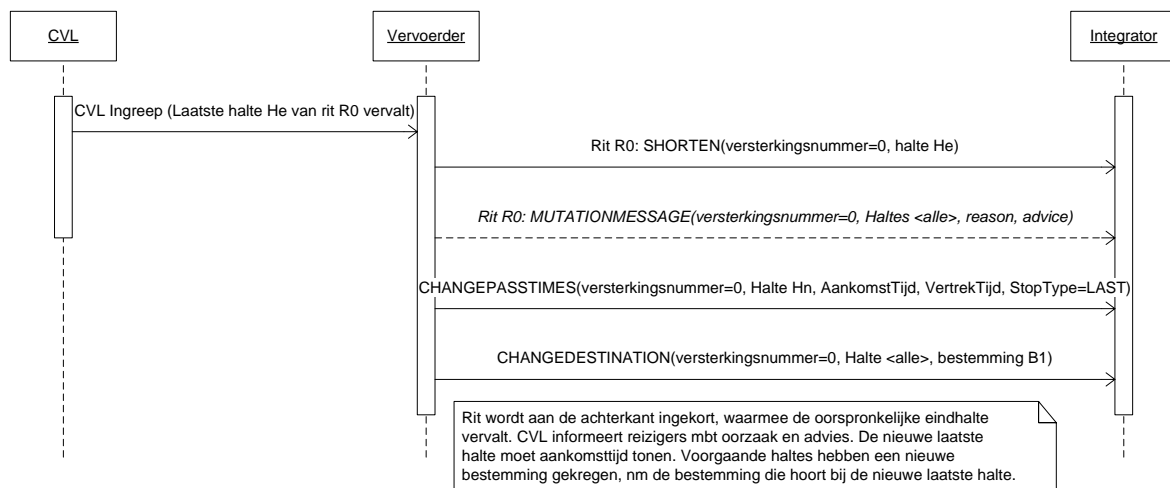 CVL
Vervoerder
Integrator
CVL Ingreep (Laatste halte He van rit R0 vervalt)
Rit R0: SHORTEN(versterkingsnummer=0, halte He)
Rit R0: MUTATIONMESSAGE(versterkingsnummer=0, Haltes <alle>, reason, advice)
CHANGEPASSTIMES(versterkingsnummer=0, Halte Hn, AankomstTijd, VertrekTijd, StopType=LAST)
CHANGEDESTINATION(versterkingsnummer=0, Halte <alle>, bestemming B1)
Rit wordt aan de achterkant ingekort, waarmee de oorspronkelijke eindhalte
vervalt. CVL informeert reizigers mbt oorzaak en advies. De nieuwe laatste
halte moet aankomsttijd tonen. Voorgaande haltes hebben een nieuwe
bestemming gekregen, nm de bestemming die hoort bij de nieuwe laatste halte.